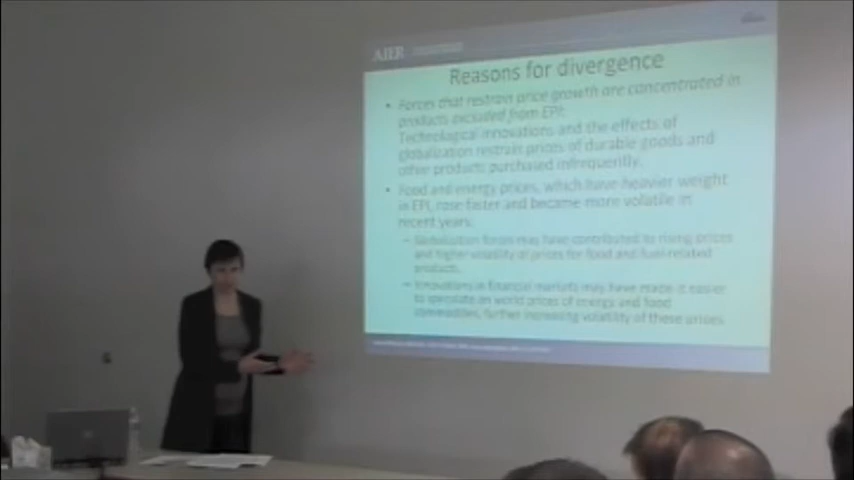 AIER
Reasons for divergence
• Forces that restrain price growth are concentrated in
products excluded from EPI:
Technological innovations and the effects of
globalization restrain prices of durable goods and
other products purchased infrequently.
• Food and energy prices, which have heavier weight
in EPI, rose faster and became more volatile in
recent years.
– Globalization forces may have contributed to rising prices
and higher volatility of prices for food and fuel-related
products.
– Innovations in financial markets may have made it easier
to speculate on world prices of energy and food
commodities, further increasing volatility of these prices.